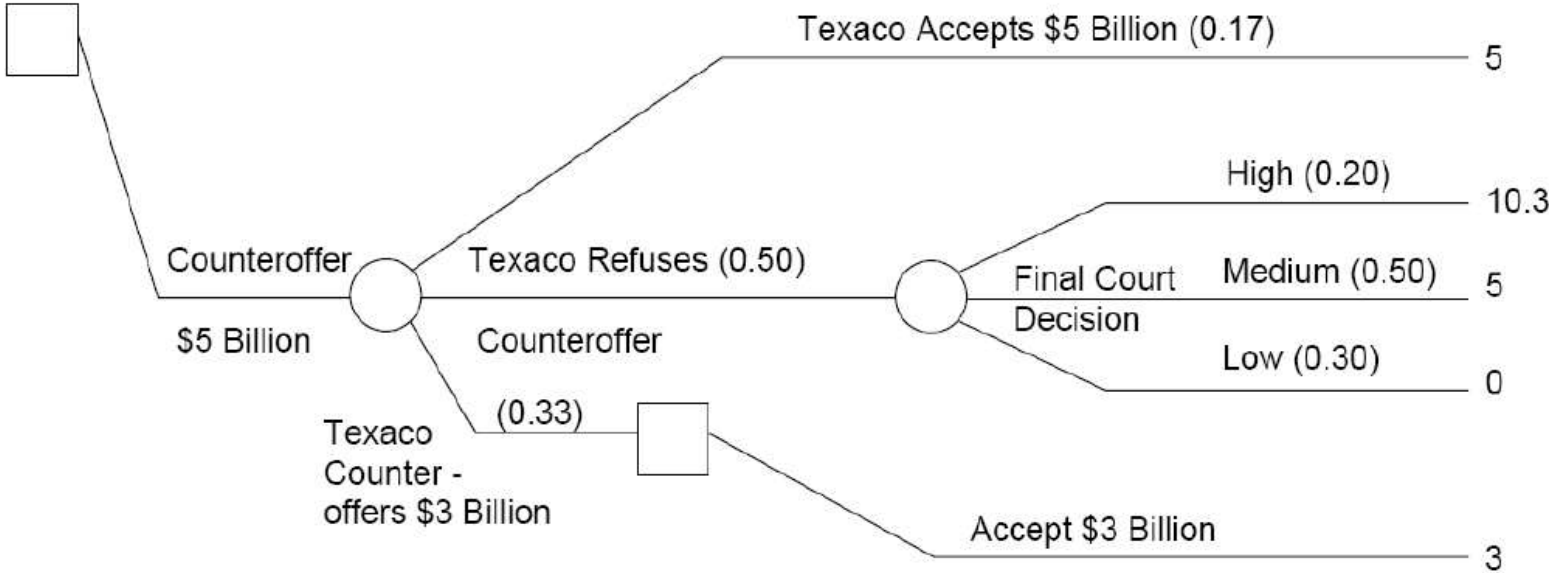 Texaco Accepts $5 Billion (0.17)
5
High (0.20)
10.3
Counteroffer
Texaco Refuses (0.50)
Final Court
Medium (0.50)
5
$5 Billion
Counteroffer
Decision
Low (0.30)
0
(0.33)
Texaco
Counter -
offers $3 Billion
Accept $3 Billion
3